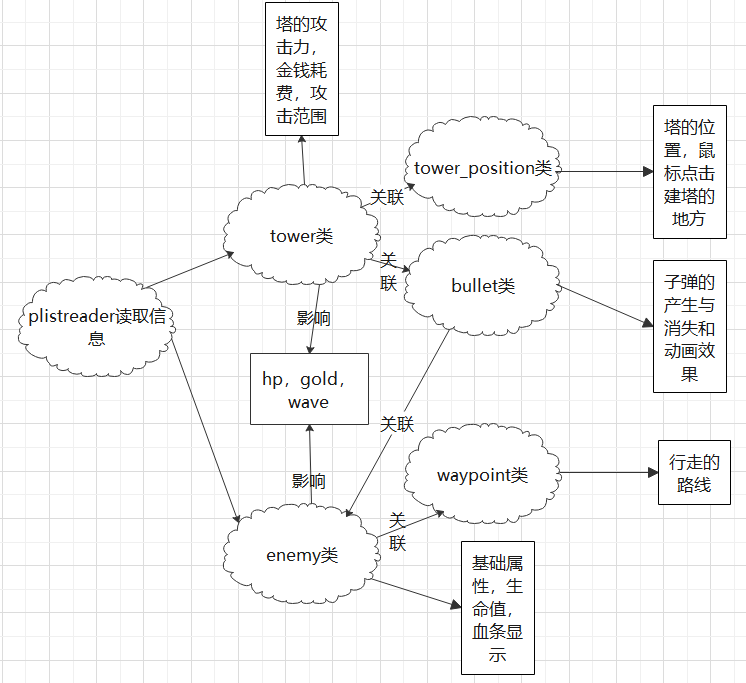 塔的攻
击力，
金钱耗
费，攻
击范围
tower_position类
塔的位
置，鼠
标点击
建塔的
地方
关联
tower类
关
联
bullet类
子弹的
产生与
消失和
动画效
果
plistreader读取信
息
影响
hp，gold，
wave
关联
影响
waypoint类
行走的
路线
enemy类
关
联
基础属
性，生
命值，
血条显
示